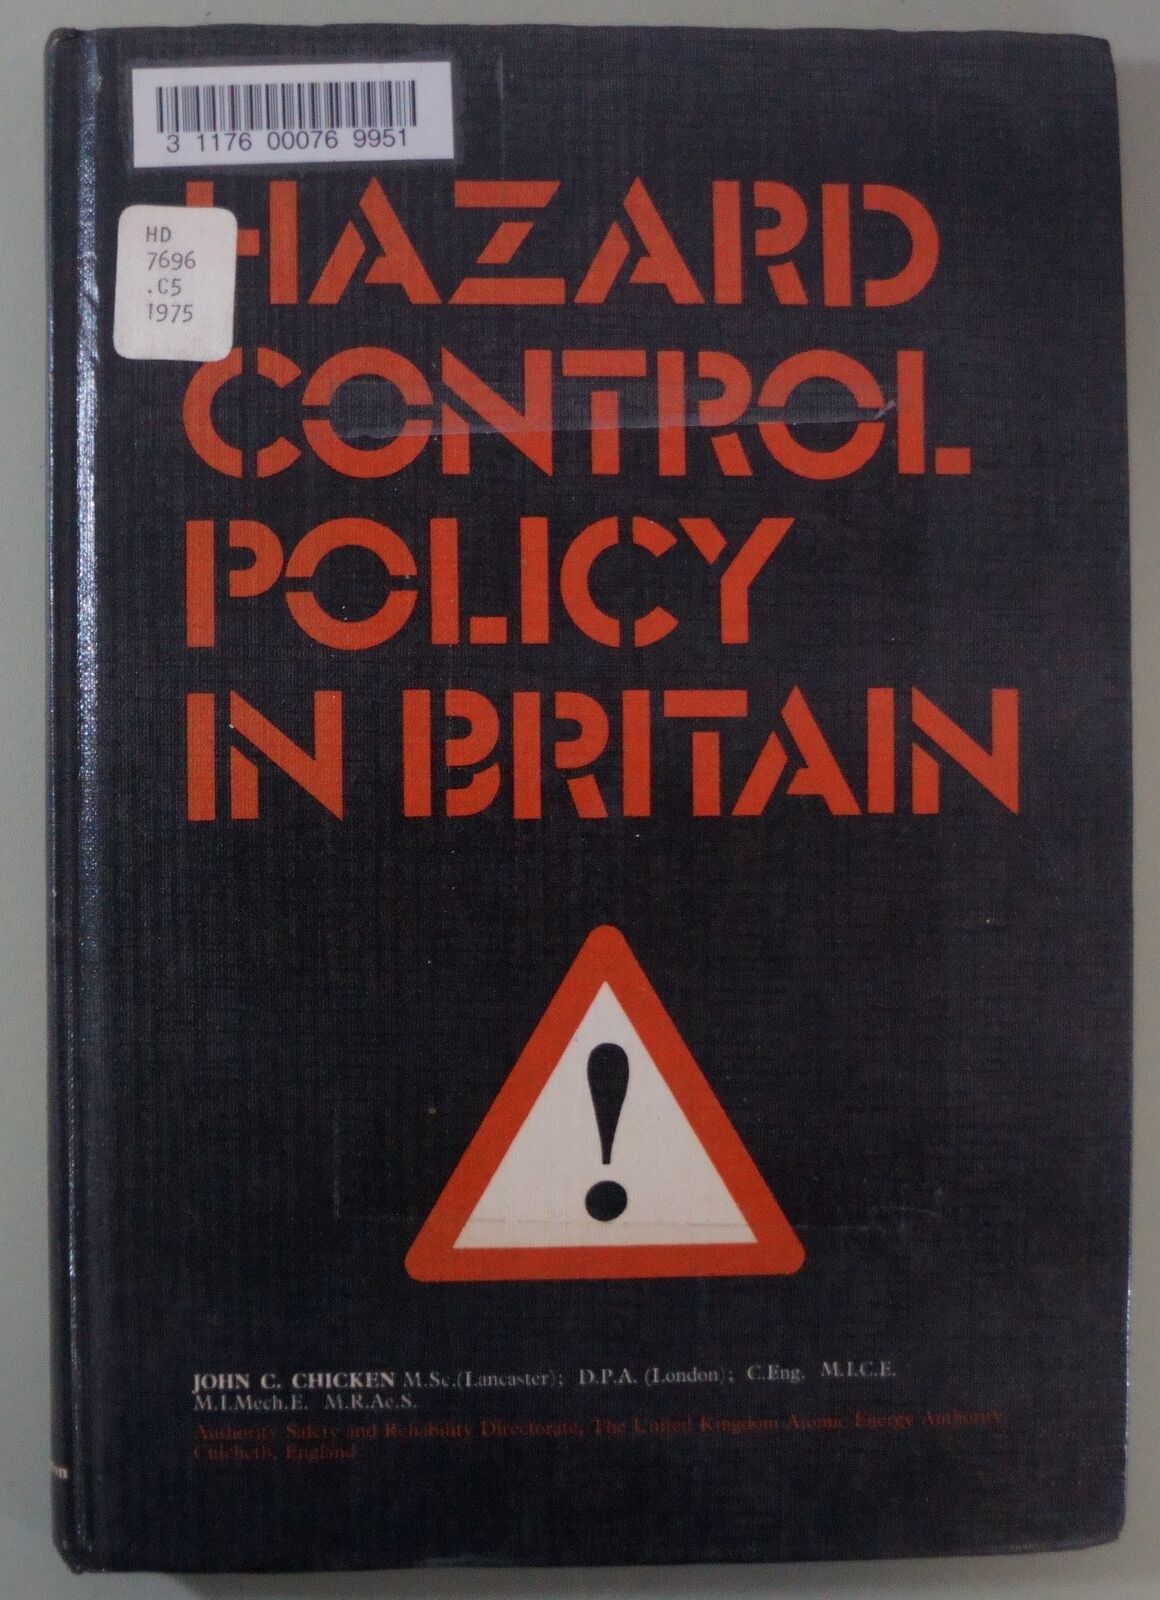 3 1176 00076 9951
HD
7696
.C5
1975
HAZARD
CONTROL
POLICY
IN BRITAIN
!
JOHN C. CHICKEN M.Sc.(Lancaster); D.P.A. (London); C.Eng. M.I.C.E.
M.I.Mech.E. M.R.Ae.S.
Authority Safety and Reliability Directorate, The United Kingdom Atomic Energy Authority,
Culcheth, England.